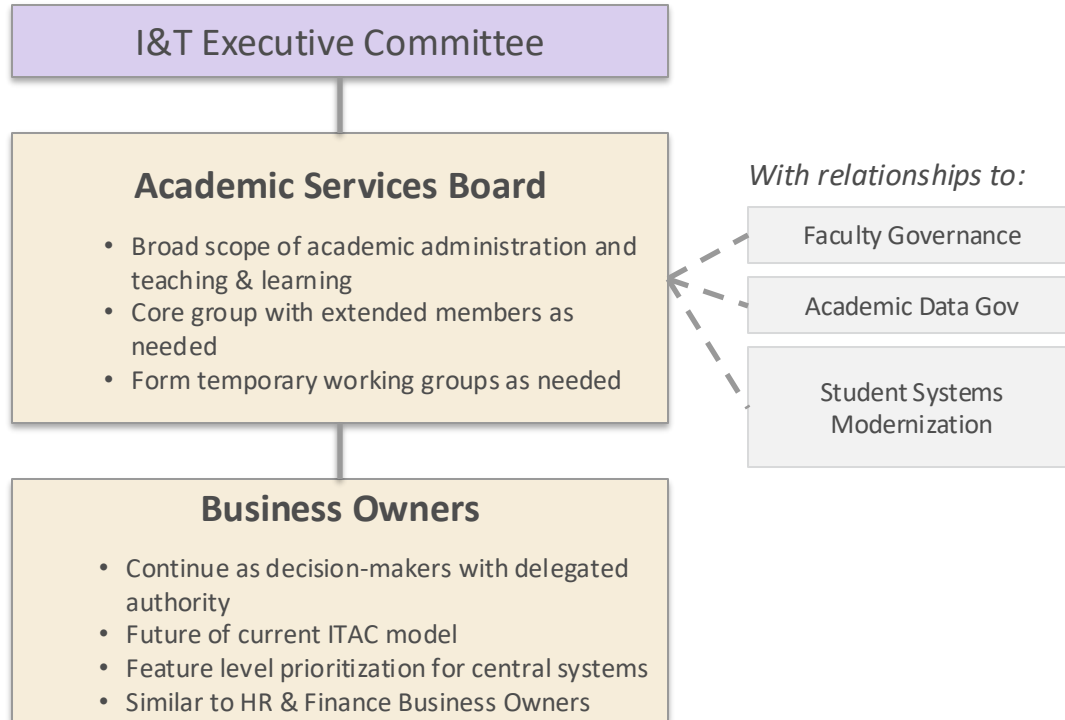 I&T Executive Committee
Academic Services Board
• Broad scope of academic administration and
teaching & learning
• Core group with extended members as
needed
• Form temporary working groups as needed
With relationships to:
Faculty Governance
Academic Data Gov
Student Systems
Modernization
Business Owners
• Continue as decision-makers with delegated
authority
• Future of current ITAC model
• Feature level prioritization for central systems
• Similar to HR & Finance Business Owners